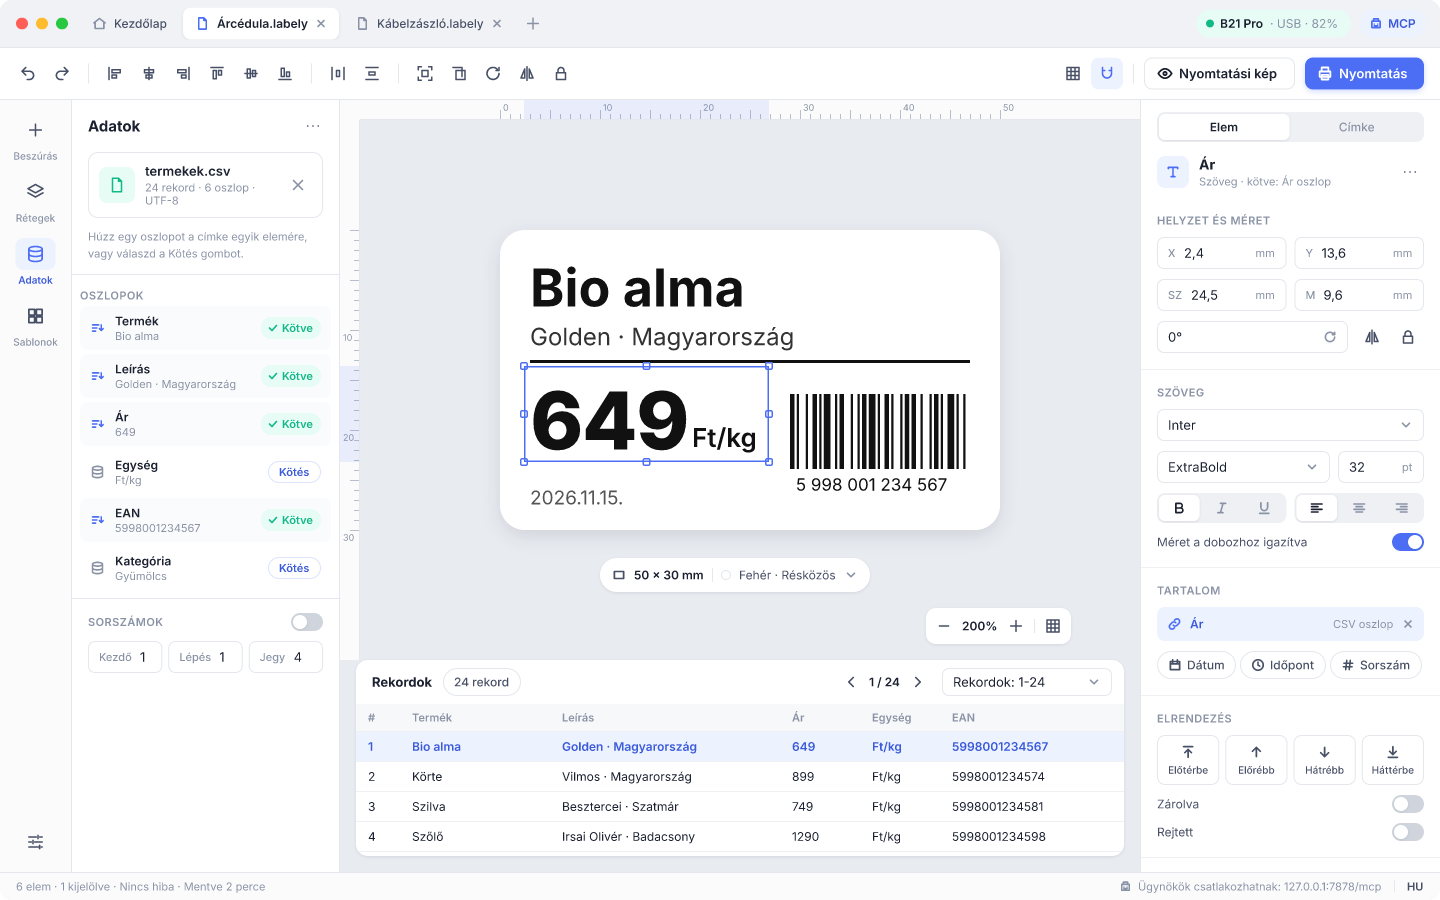 Kezdőlap
Árcédula.labely
Kábelzászló.labely
B21 Pro · USB · 82%
MCP
Nyomtatási kép
Nyomtatás
Beszúrás
Rétegek
Adatok
Sablonok
Adatok
termekek.csv
24 rekord · 6 oszlop ·
UTF-8
Húzz egy oszlopot a címke egyik elemére,
vagy válaszd a Kötés gombot.
OSZLOPOK
Termék
Bio alma
Kötve
Leírás
Golden · Magyarország
Kötve
Ár
649
Kötve
Egység
Ft/kg
Kötés
EAN
5998001234567
Kötve
Kategória
Gyümölcs
Kötés
SORSZÁMOK
Kezdő 1
Lépés 1
Jegy 4
0 10 20 30 40 50
10
20
30
Bio alma
Golden · Magyarország
649 Ft/kg
5 998 001 234 567
2026.11.15.
50 × 30 mm
Fehér · Résközös
200%
Rekordok
24 rekord
1 / 24
Rekordok: 1-24
# Termék Leírás Ár Egység EAN
1 Bio alma Golden · Magyarország 649 Ft/kg 5998001234567
2 Körte Vilmos · Magyarország 899 Ft/kg 5998001234574
3 Szilva Besztercei · Szatmár 749 Ft/kg 5998001234581
4 Szőlő Irsai Olivér · Badacsony 1290 Ft/kg 5998001234598
Elem
Címke
Ár
Szöveg · kötve: Ár oszlop
HELYZET ÉS MÉRET
X 2,4 mm
Y 13,6 mm
SZ 24,5 mm
M 9,6 mm
0°
SZÖVEG
Inter
ExtraBold
32 pt
B I U
Méret a dobozhoz igazítva
TARTALOM
Ár
CSV oszlop
Dátum
Időpont
Sorszám
ELRENDEZÉS
Előtérbe
Előrébb
Hátrébb
Háttérbe
Zárolva
Rejtett
6 elem · 1 kijelölve · Nincs hiba · Mentve 2 perce
Ügynökök csatlakozhatnak: 127.0.0.1:7878/mcp
HU